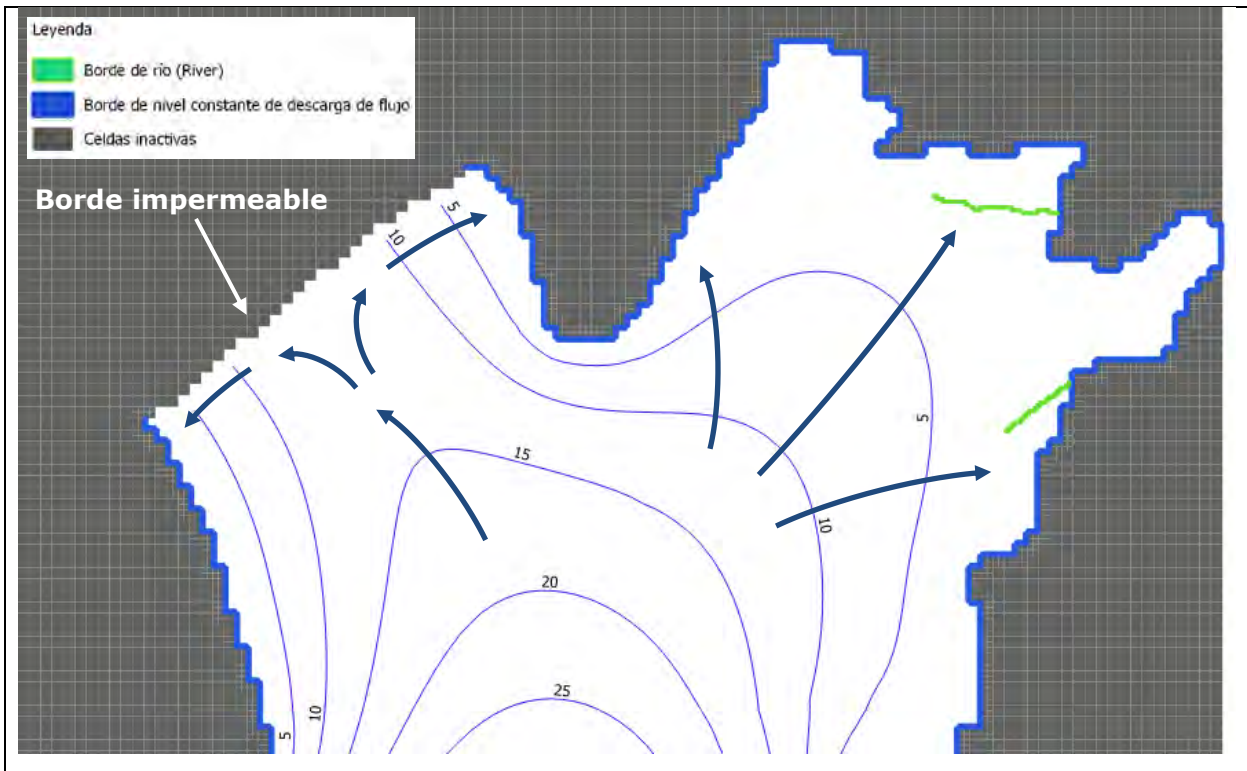 Leyenda
Borde de río (River)
Borde de nivel constante de descarga de flujo
Celdas inactivas
Borde impermeable
5
10
15
5
10
20
25
10
5